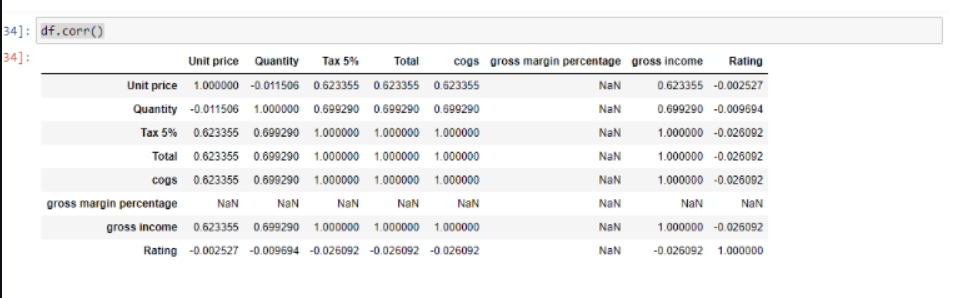 34]: df.corr()
34]:
Unit price Quantity Tax 5% Total cogs gross margin percentage gross income Rating
Unit price 1.000000 -0.011506 0.623355 0.623355 0.623355 NaN 0.623355 -0.002527
Quantity -0.011506 1.000000 0.699290 0.699290 0.699290 NaN 0.699290 -0.009694
Tax 5% 0.623355 0.699290 1.000000 1.000000 1.000000 NaN 1.000000 -0.026092
Total 0.623355 0.699290 1.000000 1.000000 1.000000 NaN 1.000000 -0.026092
cogs 0.623355 0.699290 1.000000 1.000000 1.000000 NaN 1.000000 -0.026092
gross margin percentage NaN NaN NaN NaN NaN NaN NaN NaN
gross income 0.623355 0.699290 1.000000 1.000000 1.000000 NaN 1.000000 -0.026092
Rating -0.002527 -0.009694 -0.026092 -0.026092 -0.026092 NaN -0.026092 1.000000